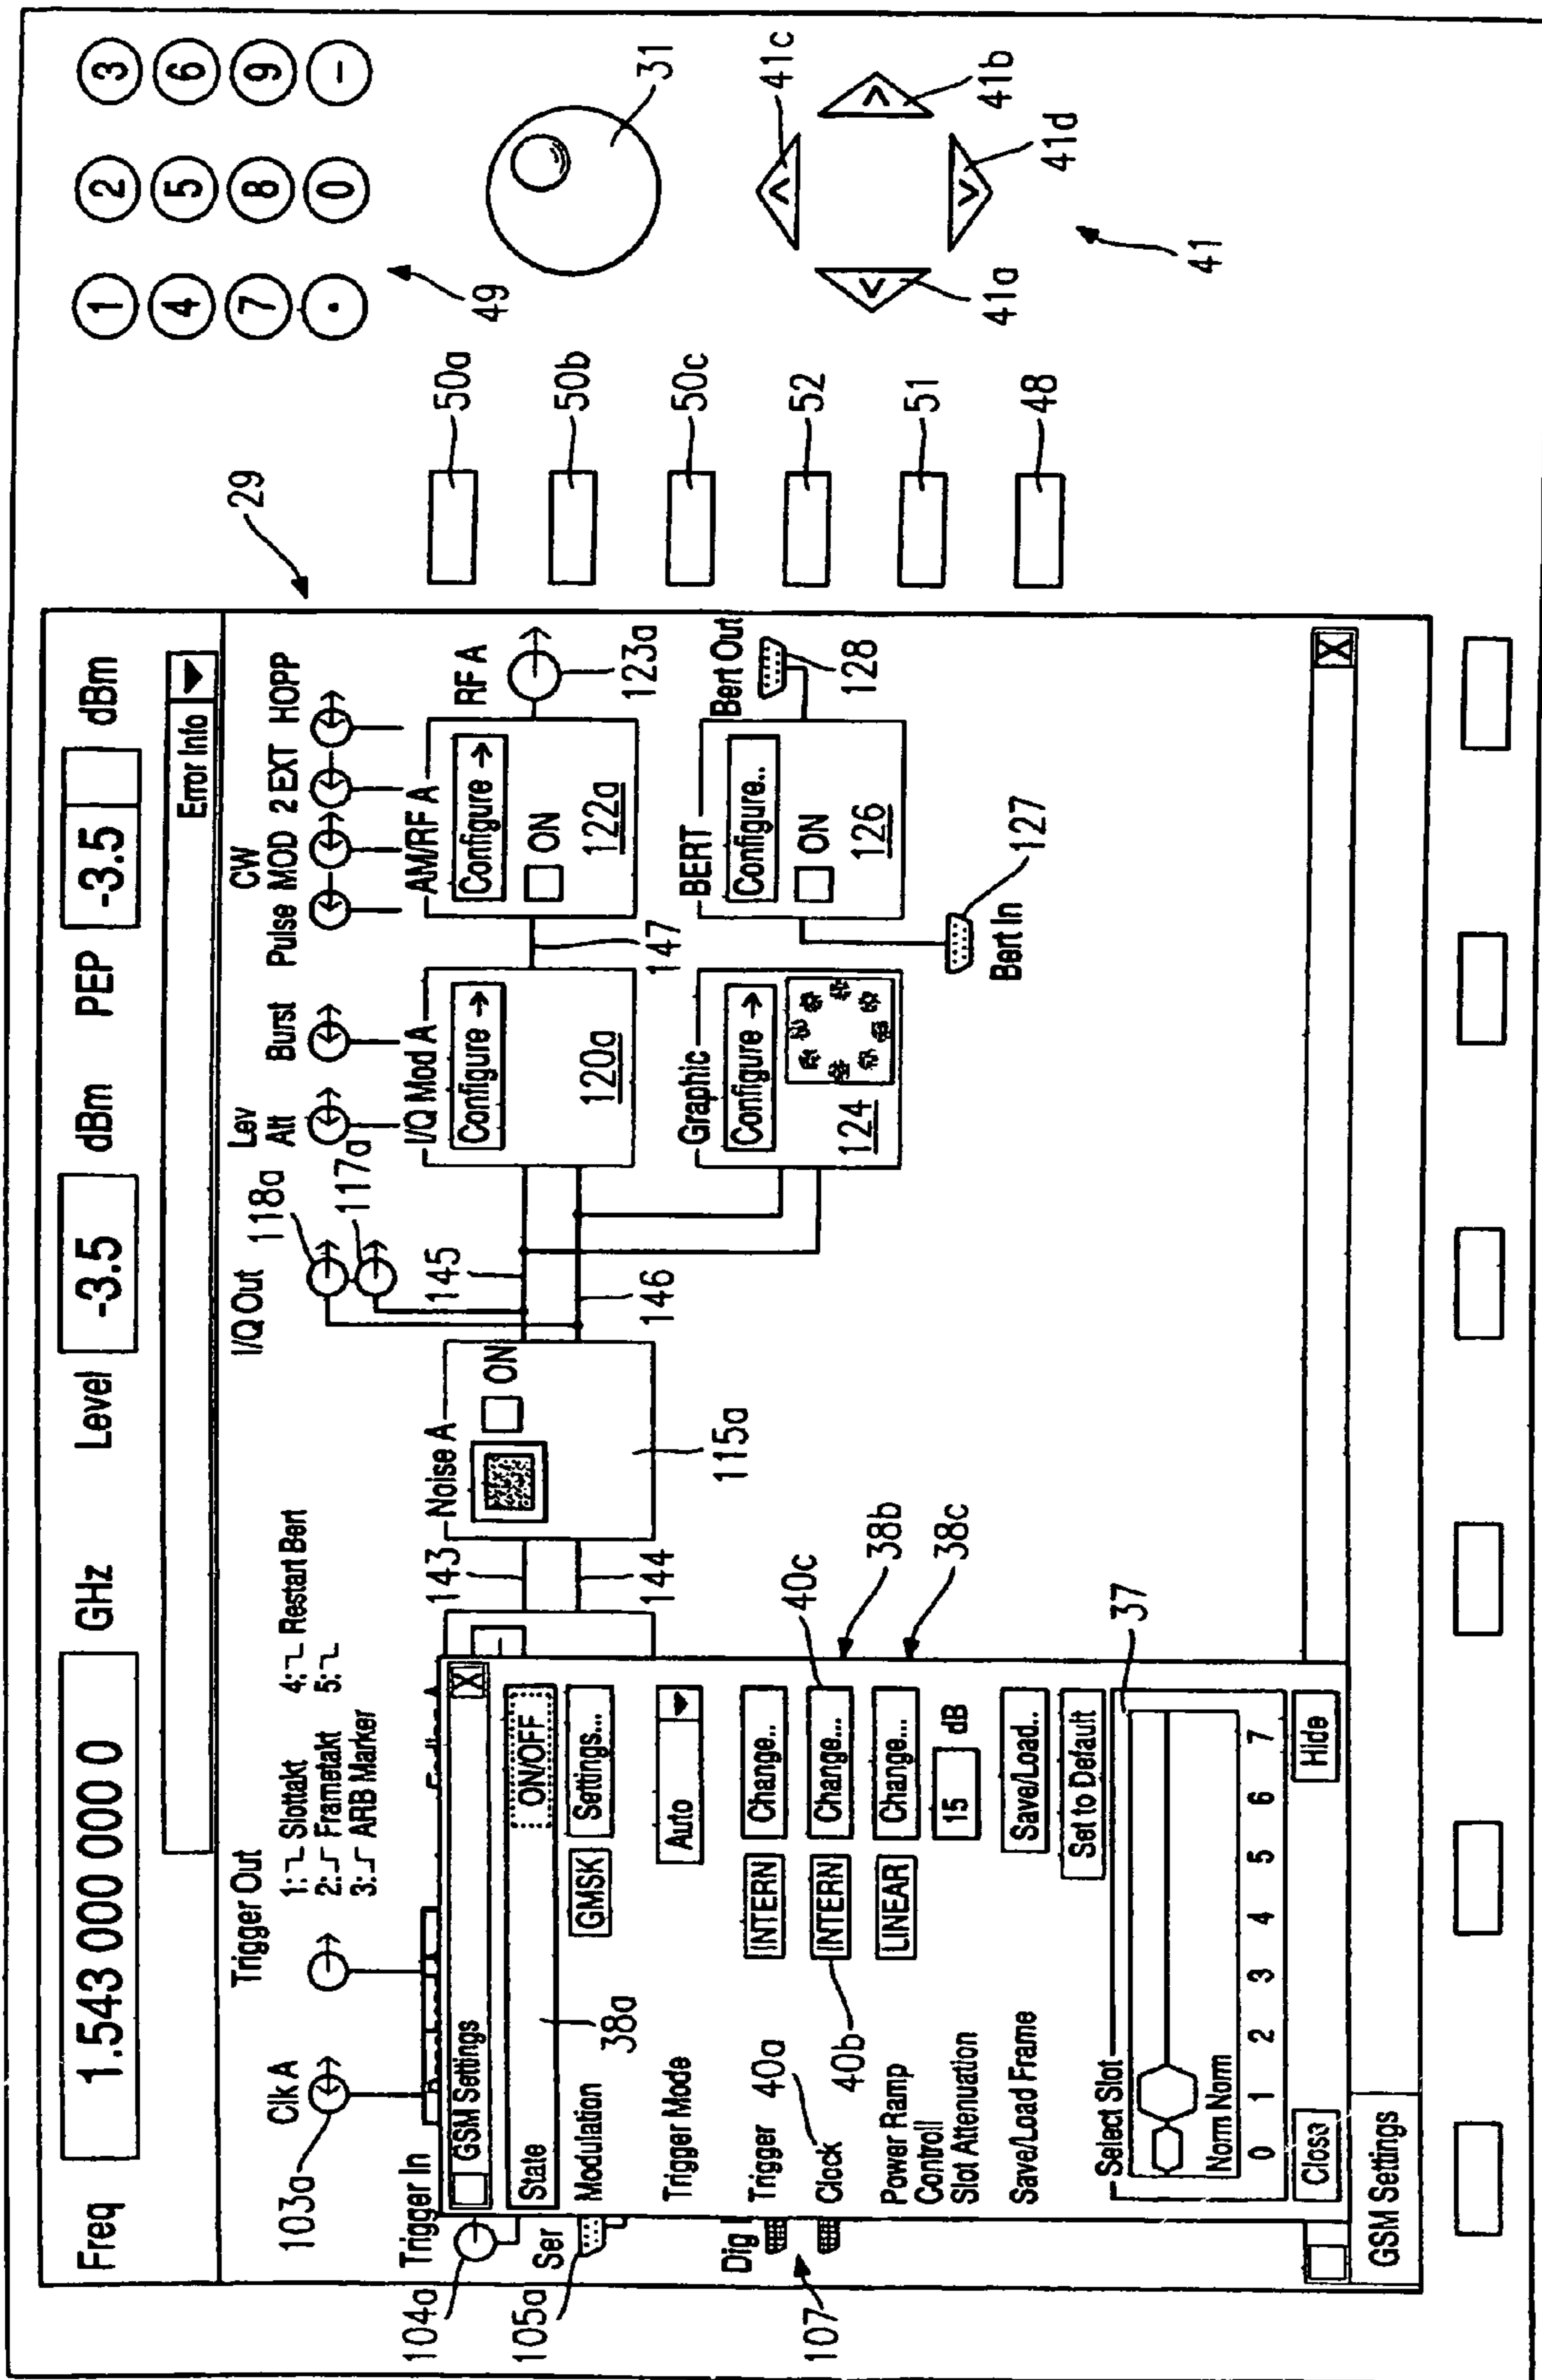 Freq 1.543 000 000 0 GHz Level -3.5 dBm PEP -3.5 dBm
Error Info
29
Clk A
103a
Trigger Out
1: Slottakt
2: Frametakt
3: ARB Marker
4: Restart Bert
5:
I/Q Out
118a
117a
Lev
Att
Burst
Pulse
CW
MOD
2 EXT
HOPP
Trigger In
104a
Ser
105a
Dig
107
GSM Settings
X
State
ON/OFF
38a
Modulation
GMSK
Settings...
Trigger Mode
Auto
Trigger
40a
INTERN
Change..
Clock
40b
INTERN
Change...
40c
38b
Power Ramp
Controll
LINEAR
Change...
38c
Slot Attenuation
15
dB
Save/Load Frame
Save/Load..
Set to Default
Select Slot
37
Norm Norm
0 1 2 3 4 5 6 7
Close
Hide
143
144
Noise A
ON
115a
145
146
I/Q Mod A
Configure →
120a
147
AM/RF A
Configure →
ON
122a
RF A
123a
Graphic
Configure →
124
BERT
Configure..
ON
126
Bert Out
128
Bert In
127
X
GSM Settings
50a
50b
50c
52
51
48
1 2 3
4 5 6
7 8 9
. 0 -
49
31
41c
<
41a
>
41b
41d
41